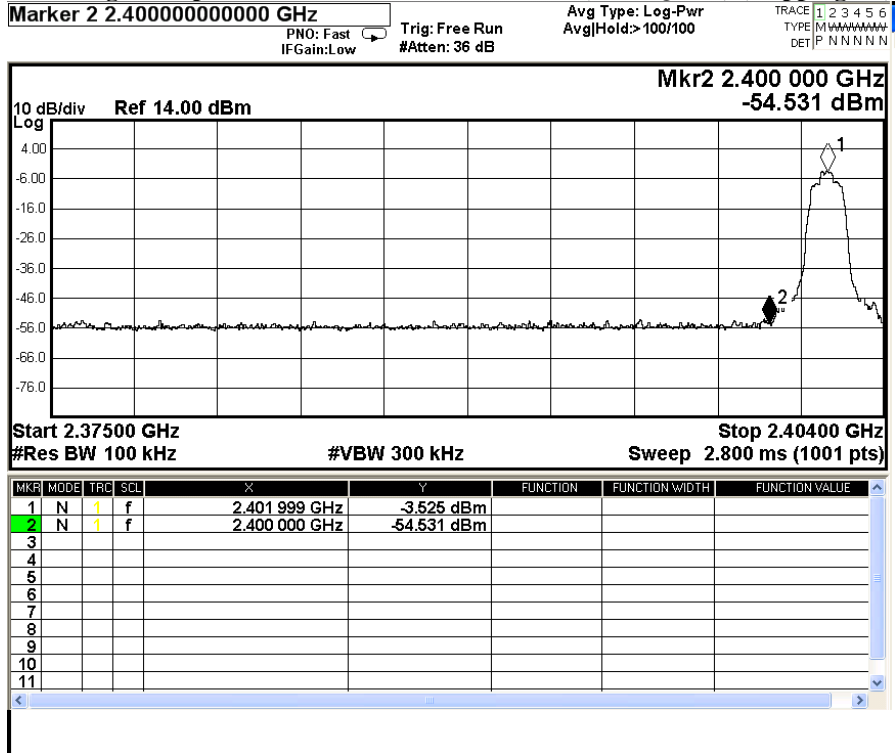 Marker 2 2.400000000000 GHz
PNO: Fast
IFGain:Low
Trig: Free Run
#Atten: 36 dB
Avg Type: Log-Pwr
Avg|Hold:>100/100
TRACE 1 2 3 4 5 6
TYPE M WWWWW
DET P N N N N N
Mkr2 2.400 000 GHz
-54.531 dBm
10 dB/div Ref 14.00 dBm
Log
4.00
-6.00
-16.0
-26.0
-36.0
-46.0
-56.0
-66.0
-76.0
1
2
Start 2.37500 GHz Stop 2.40400 GHz
#Res BW 100 kHz #VBW 300 kHz Sweep 2.800 ms (1001 pts)
MKR MODE TRC SCL X Y FUNCTION FUNCTION WIDTH FUNCTION VALUE
1 N 1 f 2.401 999 GHz -3.525 dBm
2 N 1 f 2.400 000 GHz -54.531 dBm
3
4
5
6
7
8
9
10
11